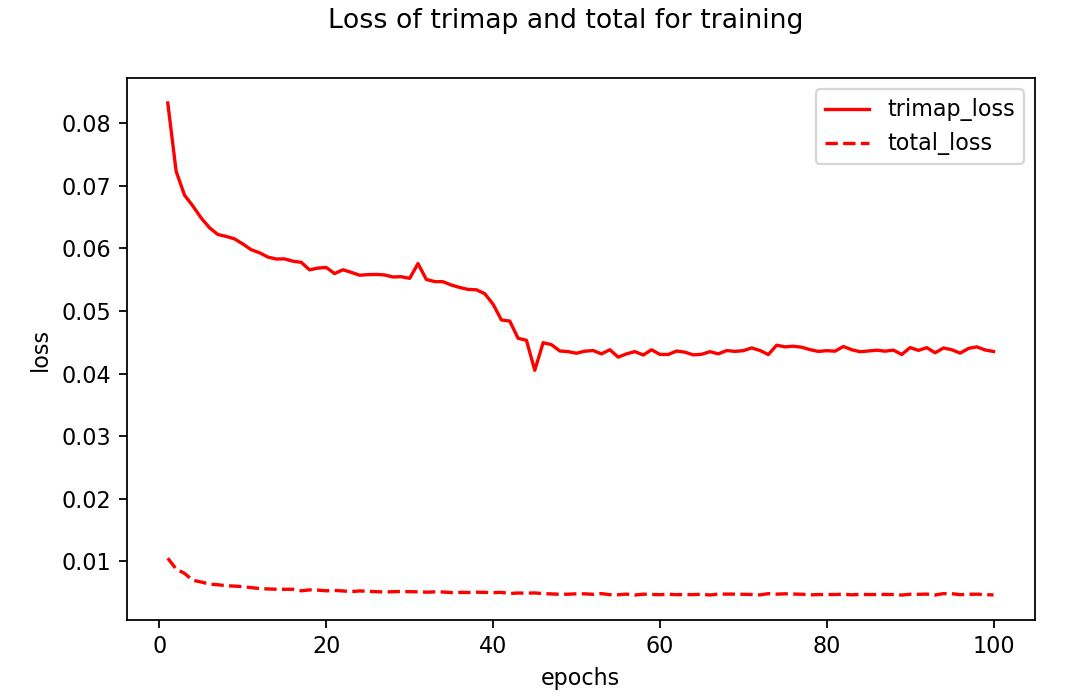 Loss of trimap and total for training
trimap_loss
total_loss
0.08
0.07
0.06
0.05
0.04
0.03
0.02
0.01
loss
0 20 40 60 80 100
epochs